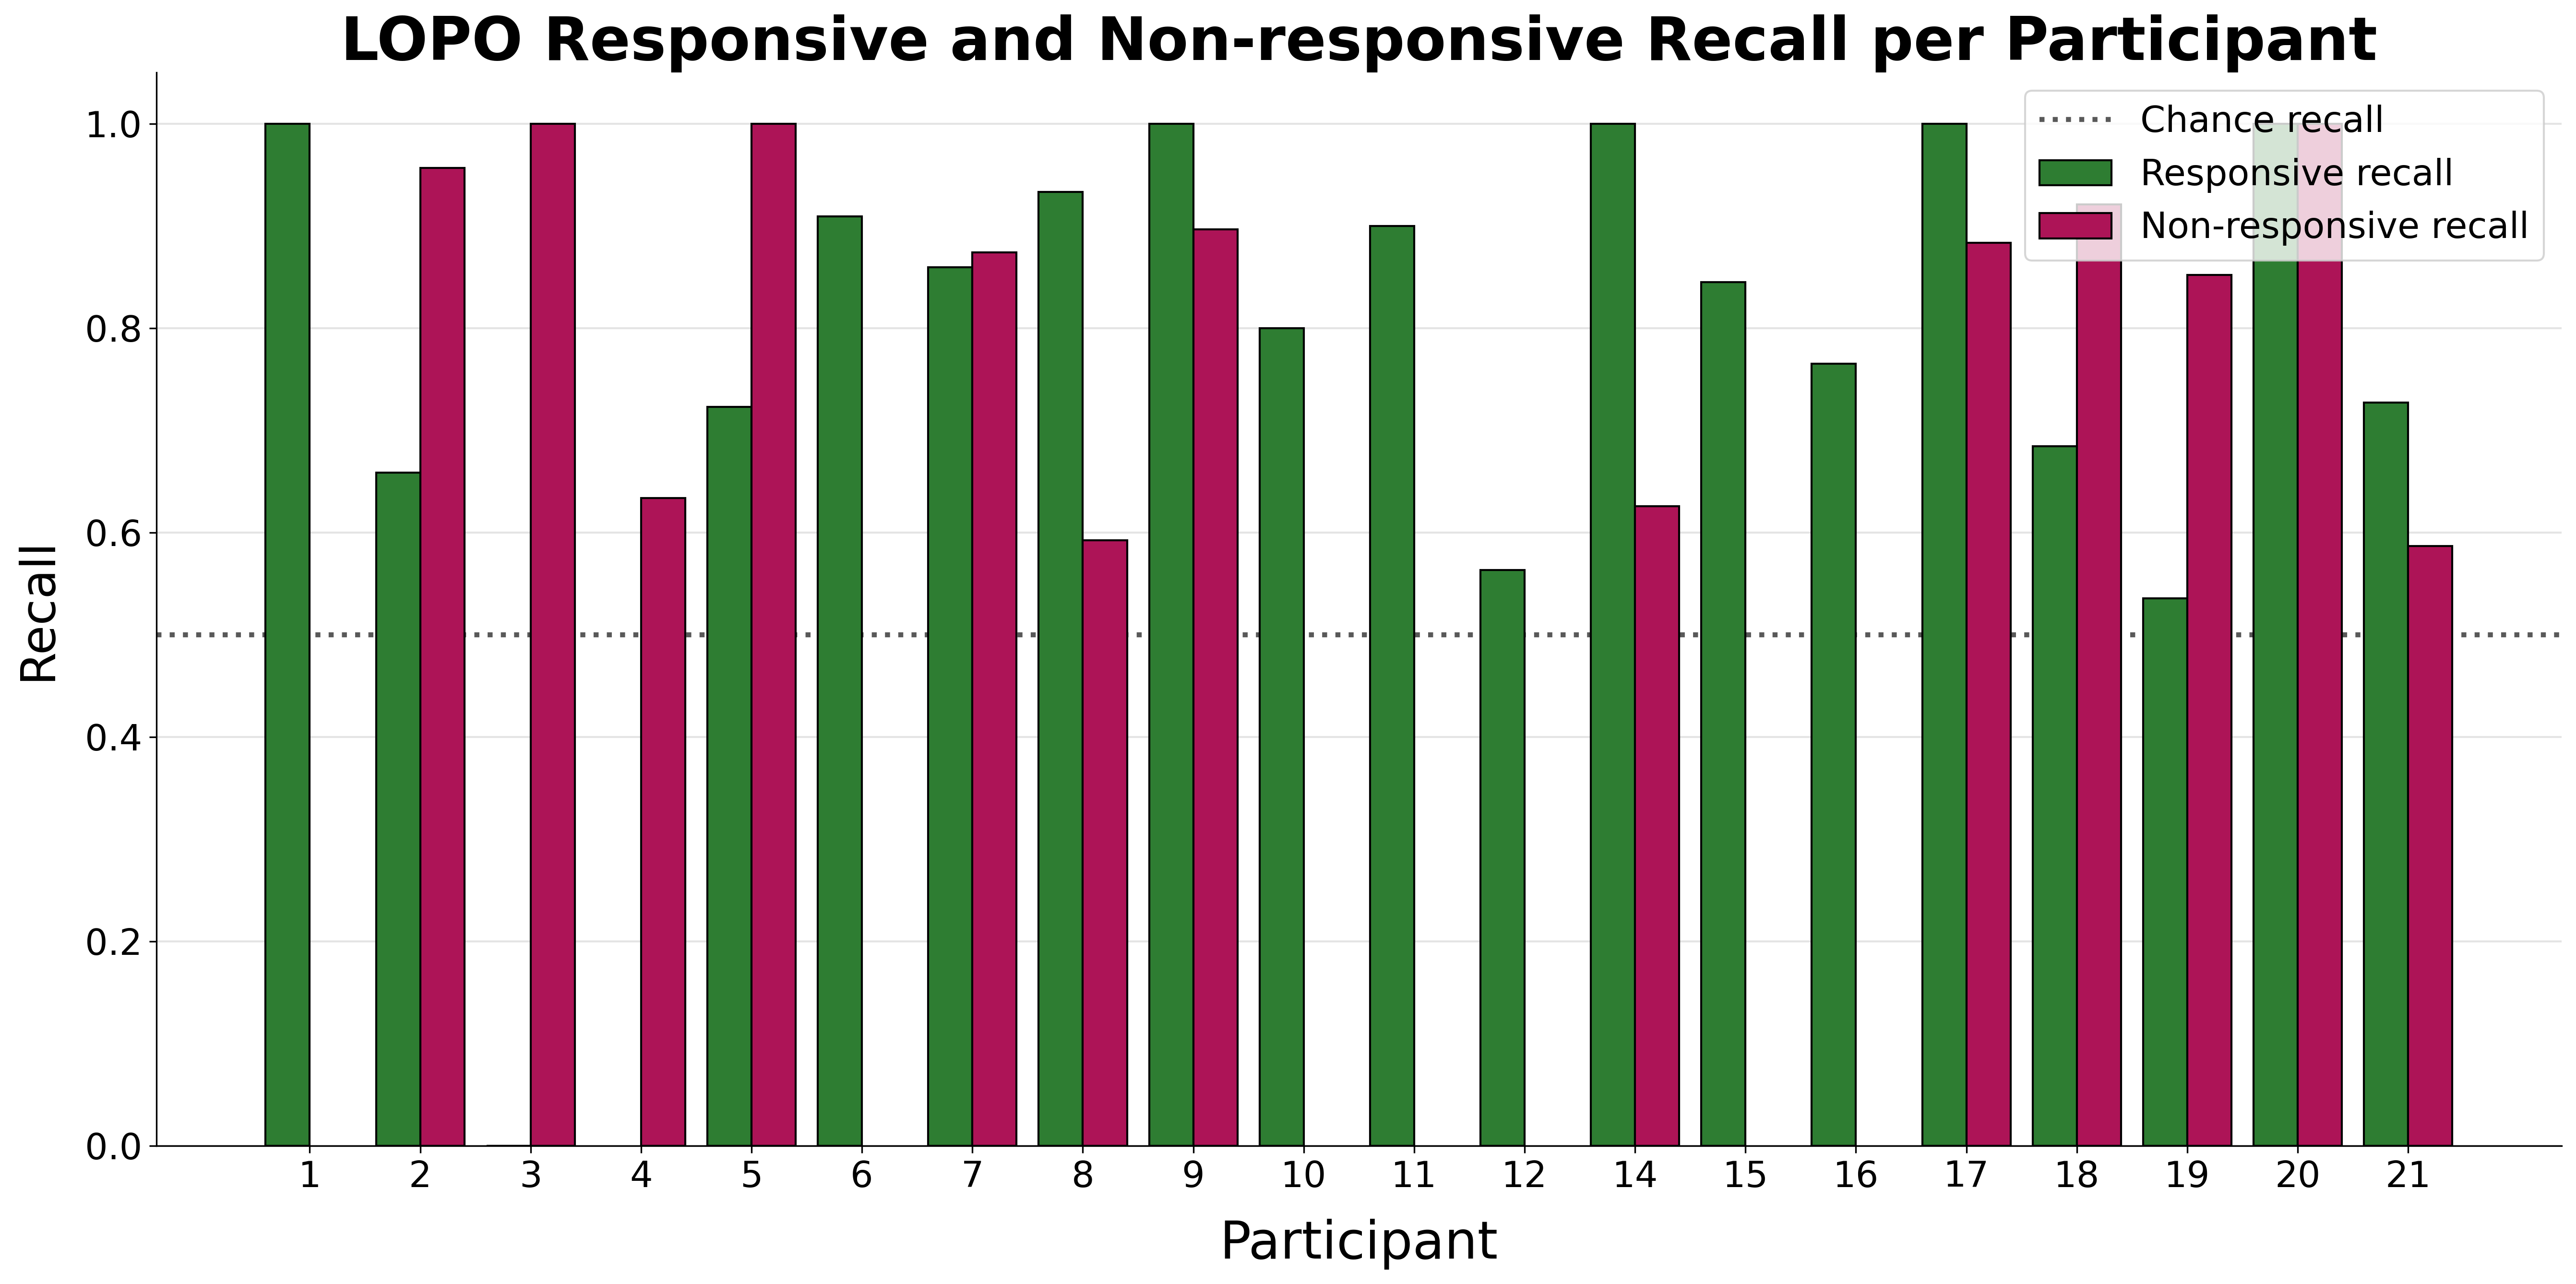 LOPO Responsive and Non-responsive Recall per Participant
Chance recall
Responsive recall
Non-responsive recall
1.0
0.8
0.6
0.4
0.2
0.0
Recall
1 2 3 4 5 6 7 8 9 10 11 12 14 15 16 17 18 19 20 21
Participant